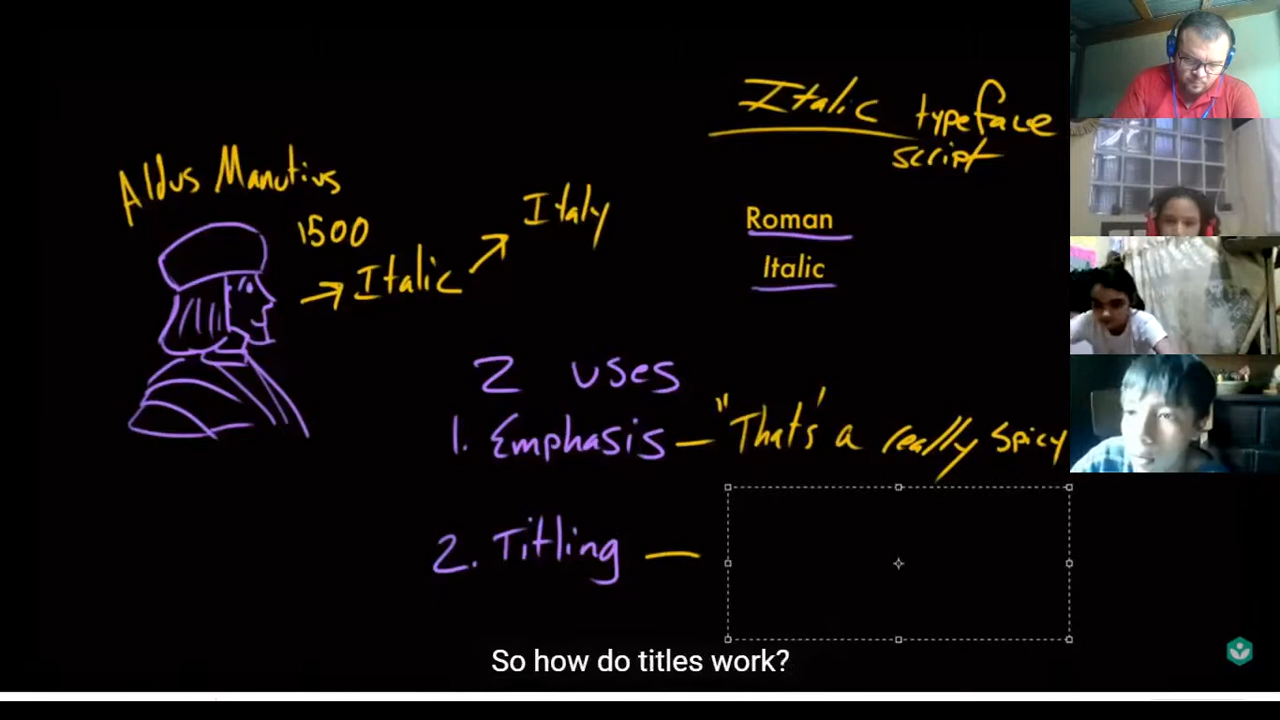 Italic typeface
script
Aldus Manutius
1500
Italic
Italy
Roman
Italic
2 uses
1. Emphasis – "That's a really spicy
2. Titling –
So how do titles work?